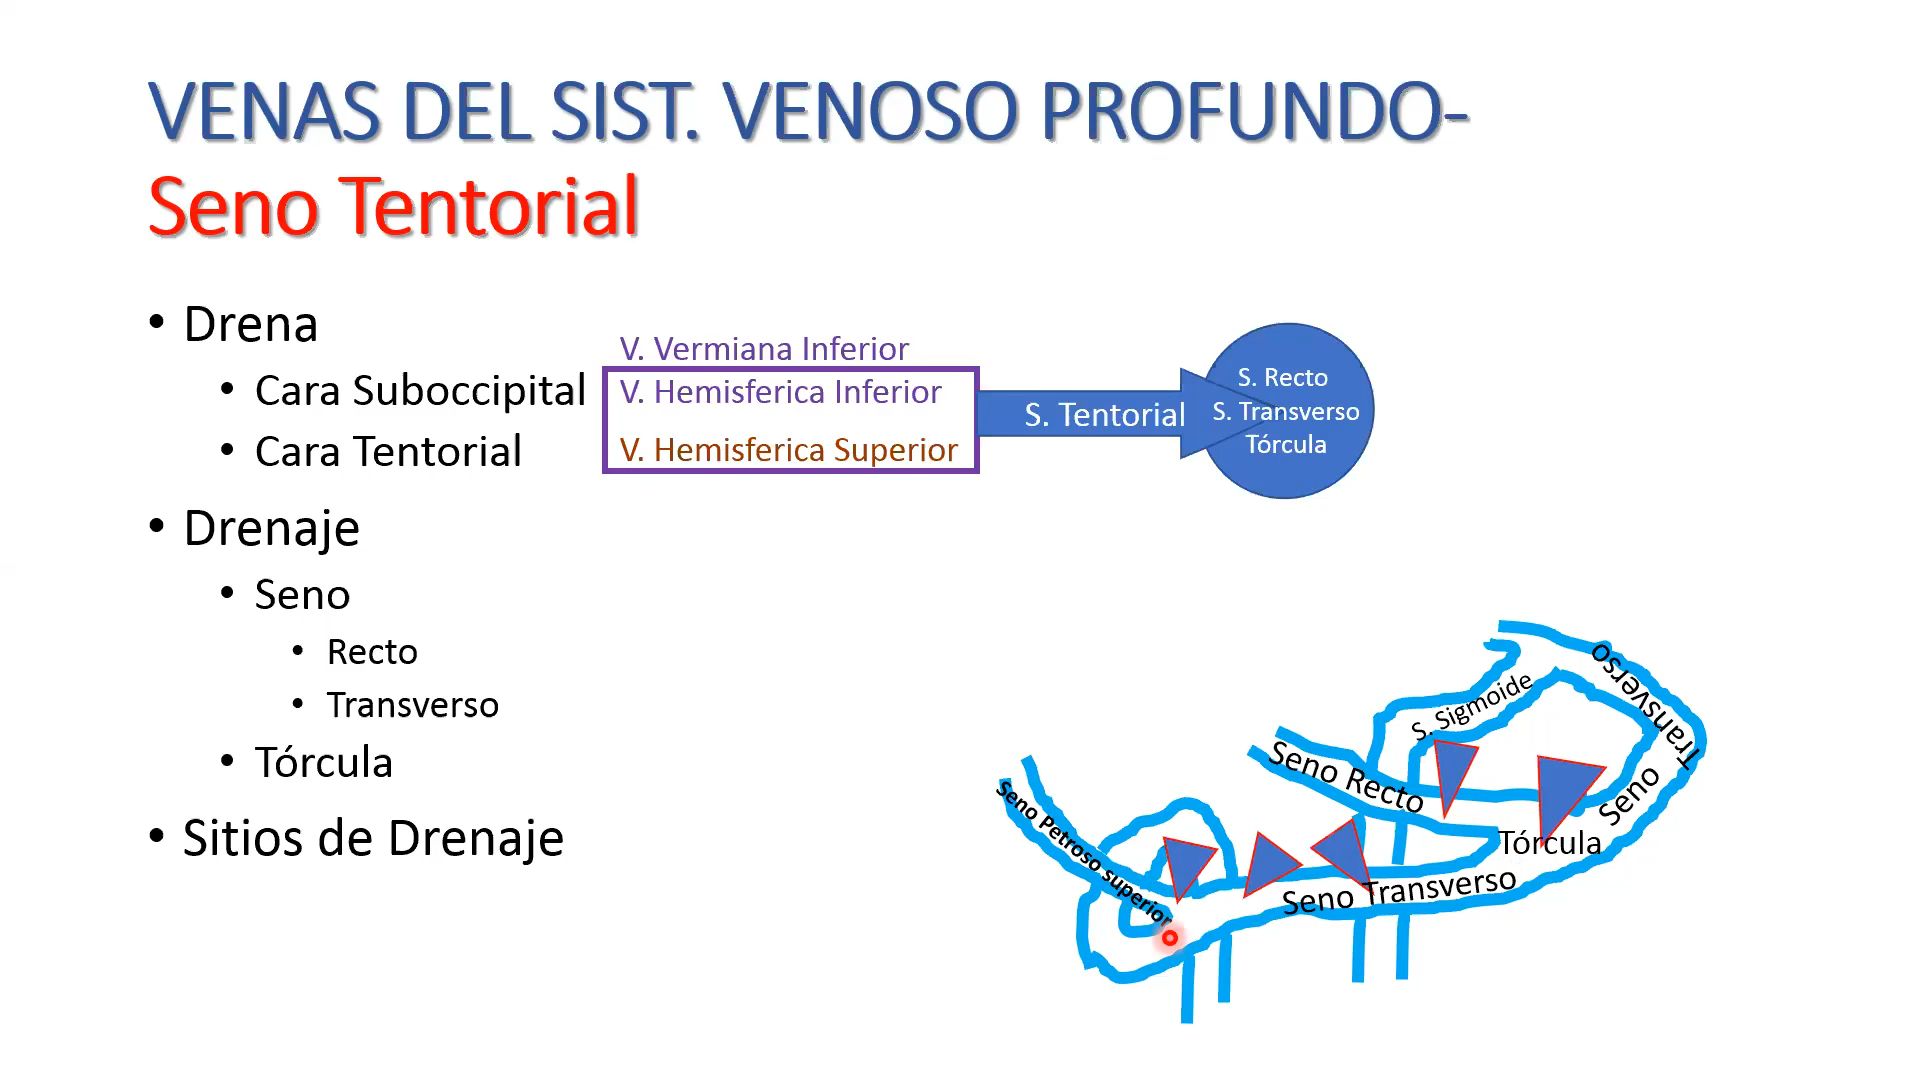 VENAS DEL SIST. VENOSO PROFUNDO-
Seno Tentorial
• Drena
• Cara Suboccipital
• Cara Tentorial
• Drenaje
• Seno
• Recto
• Transverso
• Tórcula
• Sitios de Drenaje
V. Vermiana Inferior
V. Hemisferica Inferior
V. Hemisferica Superior
S. Tentorial
S. Recto
S. Transverso
Tórcula
S. Sigmoide
Seno Transverso
Seno Recto
Seno Petroso superior
Tórcula
Seno Transverso